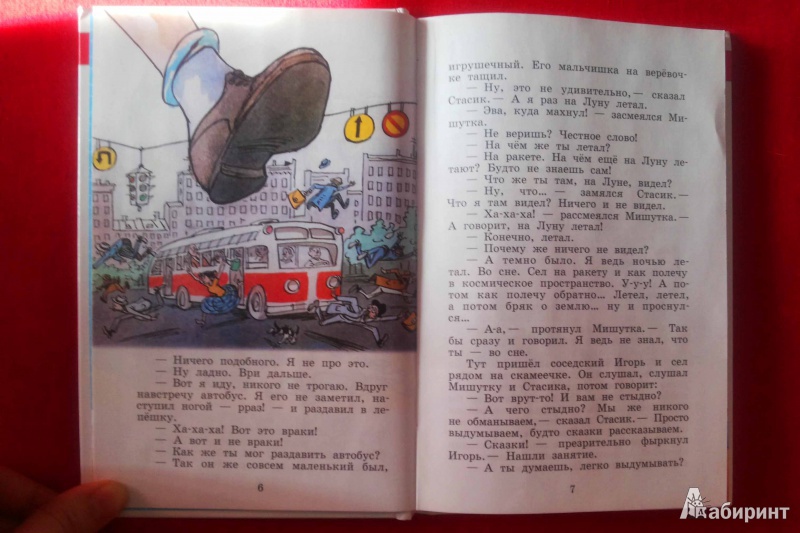 — Ничего подобного. Я не про это.
— Ну ладно. Ври дальше.
— Вот я иду, никого не трогаю. Вдруг
навстречу автобус. Я его не заметил, на-
ступил ногой — рраз! — и раздавил в ле-
пёшку.
— Ха-ха-ха! Вот это враки!
— А вот и не враки!
— Как же ты мог раздавить автобус?
— Так он же совсем маленький был,
6
игрушечный. Его мальчишка на верёвоч-
ке тащил.
— Ну, это не удивительно,— сказал
Стасик.— А я раз на Луну летал.
— Эва, куда махнул! — засмеялся Ми-
шутка.
— Не веришь? Честное слово!
— На чём же ты летал?
— На ракете. На чём ещё на Луну ле-
тают? Будто не знаешь сам!
— Что же ты там, на Луне, видел?
— Ну, что... — замялся Стасик.—
Что я там видел? Ничего и не видел.
— Ха-ха-ха! — рассмеялся Мишутка.—
А говорит, на Луну летал!
— Конечно, летал.
— Почему же ничего не видел?
— А темно было. Я ведь ночью ле-
тал. Во сне. Сел на ракету и как полечу
в космическое пространство. У-у-у! А по-
том как полечу обратно... Летел, летел,
а потом бряк о землю... ну и проснул-
ся...
— А-а,— протянул Мишутка.— Так
бы сразу и говорил. Я ведь не знал, что
ты — во сне.
Тут пришёл соседский Игорь и сел
рядом на скамеечке. Он слушал, слушал
Мишутку и Стасика, потом говорит:
— Вот врут-то! И вам не стыдно?
— А чего стыдно? Мы же никого
не обманываем,— сказал Стасик.— Просто
выдумываем, будто сказки рассказываем.
— Сказки! — презрительно фыркнул
Игорь.— Нашли занятие.
— А ты думаешь, легко выдумывать?
7
Лабиринт